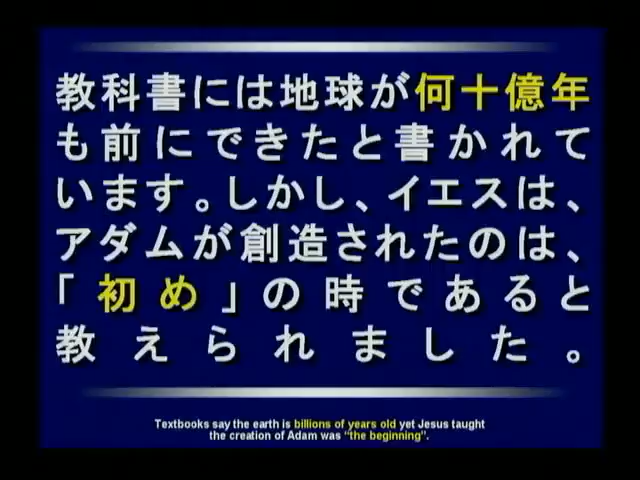 教科書には地球が何十億年
も前にできたと書かれて
います。しかし、イエスは、
アダムが創造されたのは、
「初め」の時であると
教えられました。
Textbooks say the earth is billions of years old yet Jesus taught
the creation of Adam was “the beginning”.